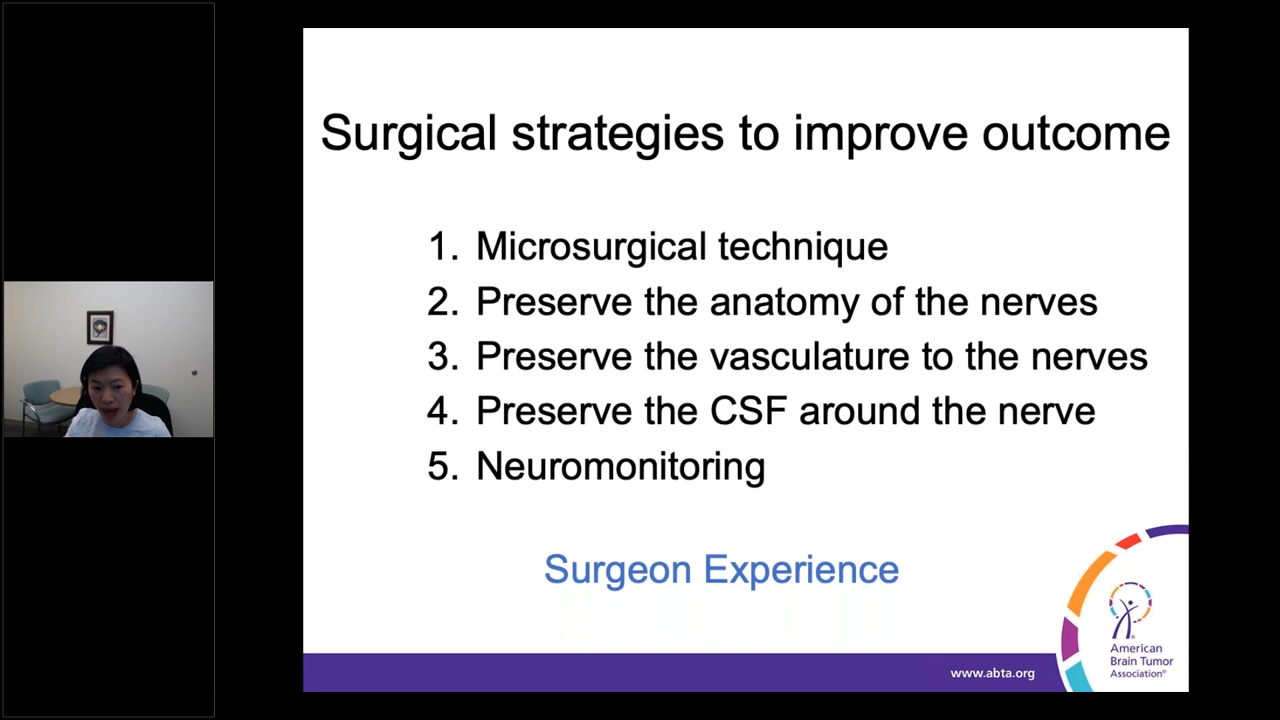 Surgical strategies to improve outcome
1. Microsurgical technique
2. Preserve the anatomy of the nerves
3. Preserve the vasculature to the nerves
4. Preserve the CSF around the nerve
5. Neuromonitoring
Surgeon Experience
American
Brain Tumor
Association®
www.abta.org